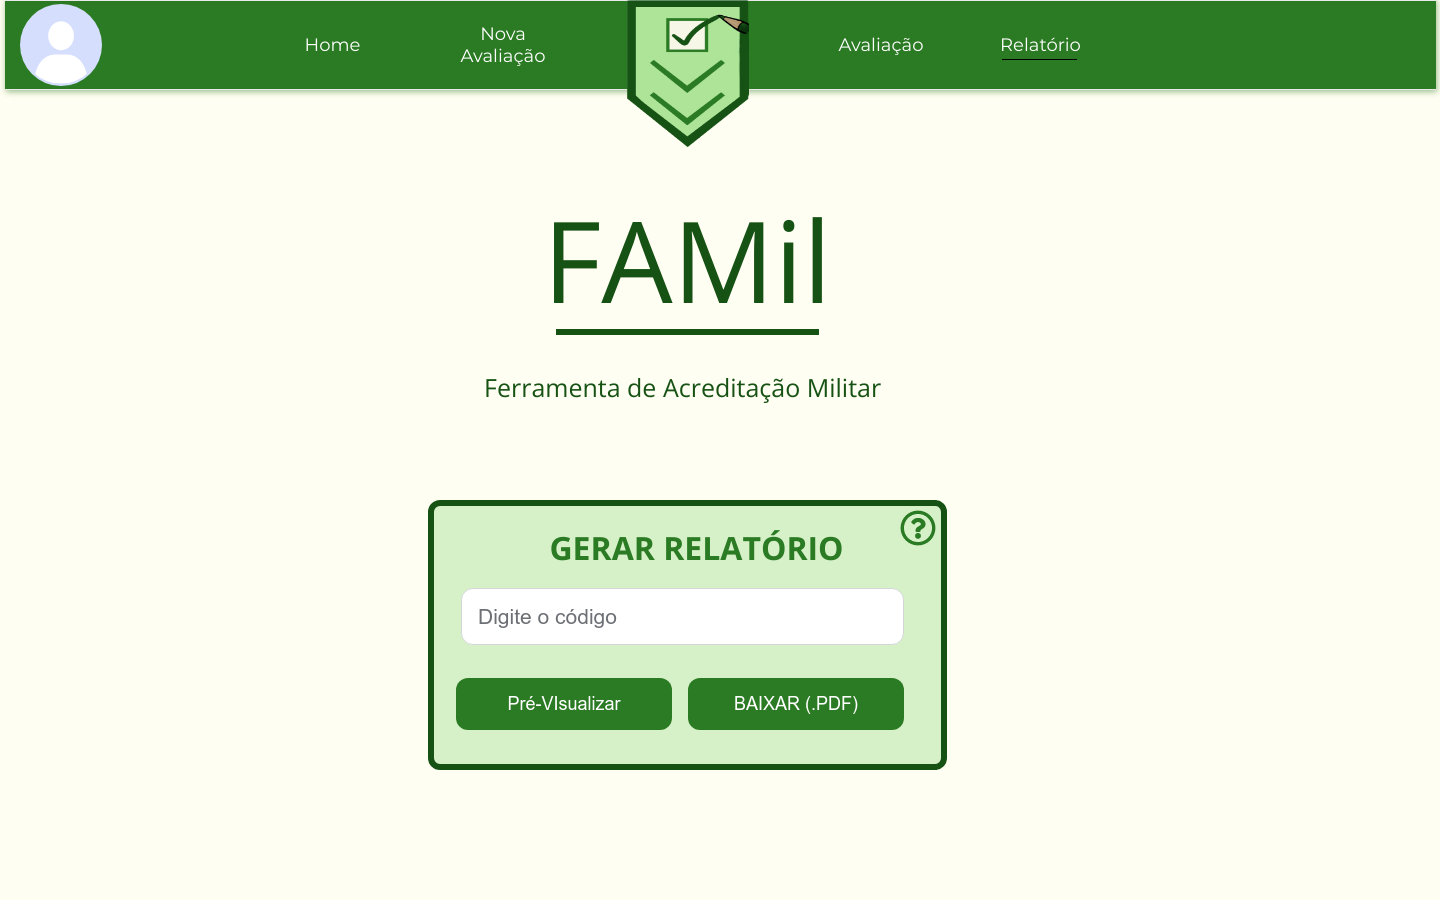 Home
Nova
Avaliação
Avaliação
Relatório
FAMil
Ferramenta de Acreditação Militar
GERAR RELATÓRIO
Digite o código
Pré-VIsualizar
BAIXAR (.PDF)